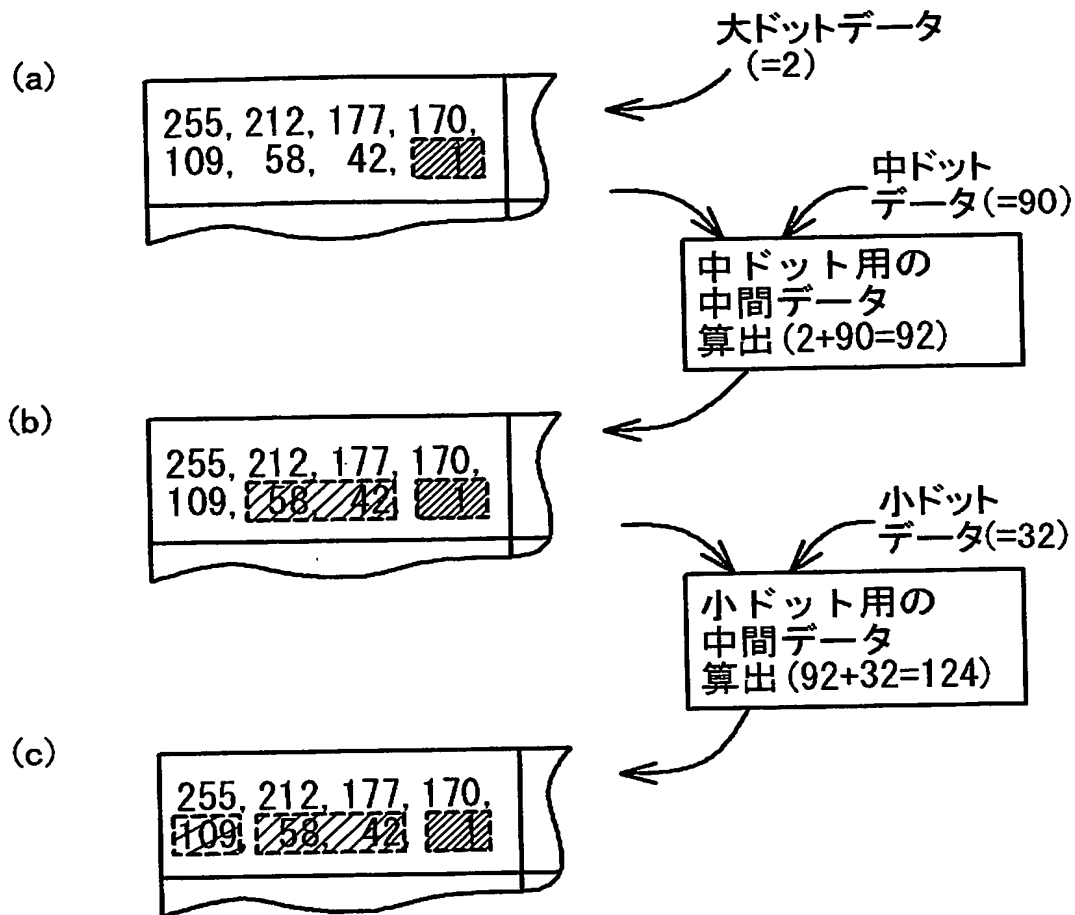 (a)
大ドットデータ
(=2)
255, 212, 177, 170,
109, 58, 42, 1
中ドット
データ(=90)
中ドット用の
中間データ
算出(2+90=92)
(b)
255, 212, 177, 170,
109, 58, 42 1
小ドット
データ(=32)
小ドット用の
中間データ
算出(92+32=124)
(c)
255, 212, 177, 170,
109, 58, 42 1